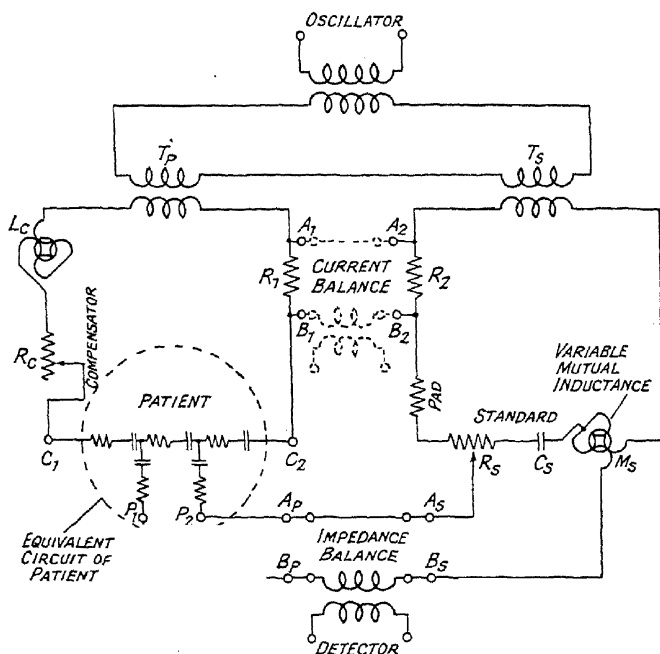 OSCILLATOR
T_P
T_S
L_C
A_1
A_2
R_1
CURRENT
BALANCE
R_2
B_1
B_2
R_C
COMPENSATOR
PAD
VARIABLE
MUTUAL
INDUCTANCE
PATIENT
STANDARD
C_1
C_2
R_S
C_S
M_S
P_1
P_2
A_P
A_S
EQUIVALENT
CIRCUIT OF
PATIENT
IMPEDANCE
BALANCE
B_P
B_S
DETECTOR